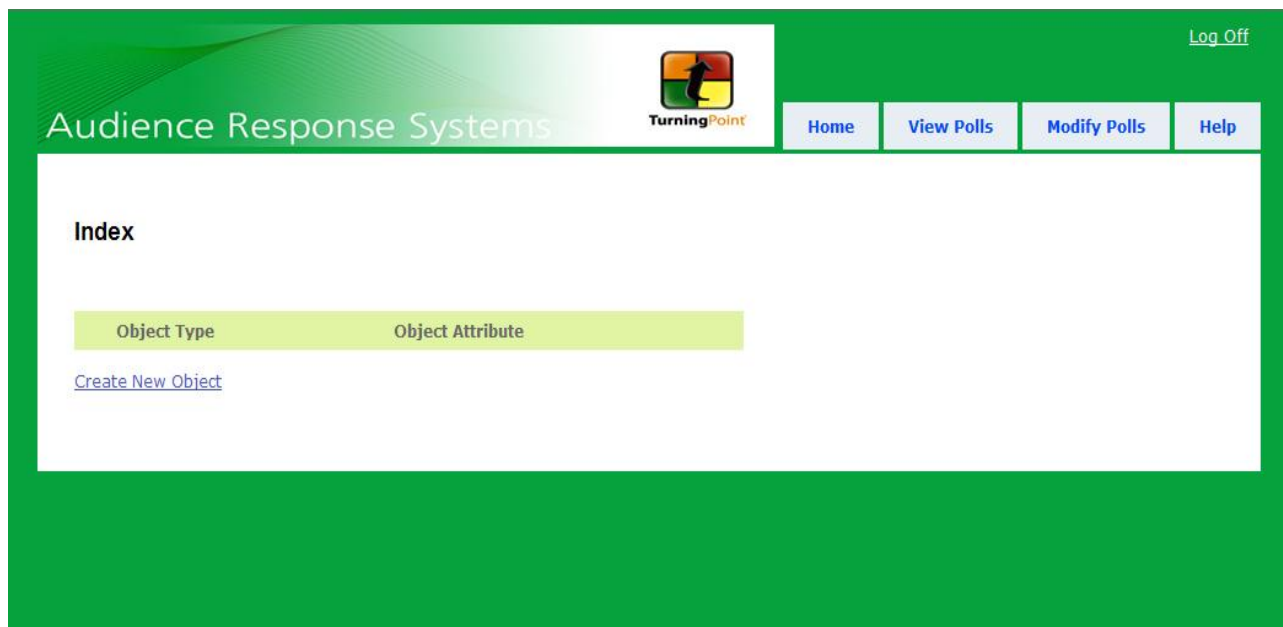 Log Off
Audience Response Systems
TurningPoint
Home View Polls Modify Polls Help
Index
Object Type Object Attribute
Create New Object